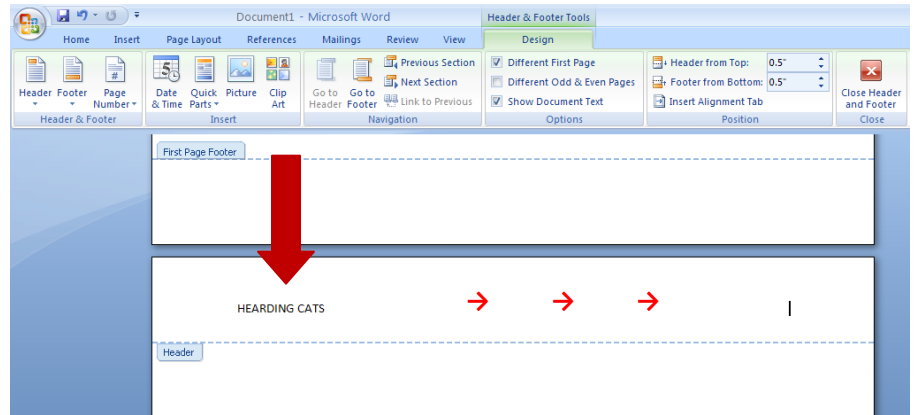 Document1 - Microsoft Word
Header & Footer Tools
Home Insert Page Layout References Mailings Review View Design
Header Footer Page Number
Date & Time Quick Parts Picture Clip Art
Go to Header Go to Footer
Previous Section
Next Section
Link to Previous
Different First Page
Different Odd & Even Pages
Show Document Text
Header from Top: 0.5"
Footer from Bottom: 0.5"
Insert Alignment Tab
Close Header and Footer
Header & Footer Insert Navigation Options Position Close
First Page Footer
HEARDING CATS
Header